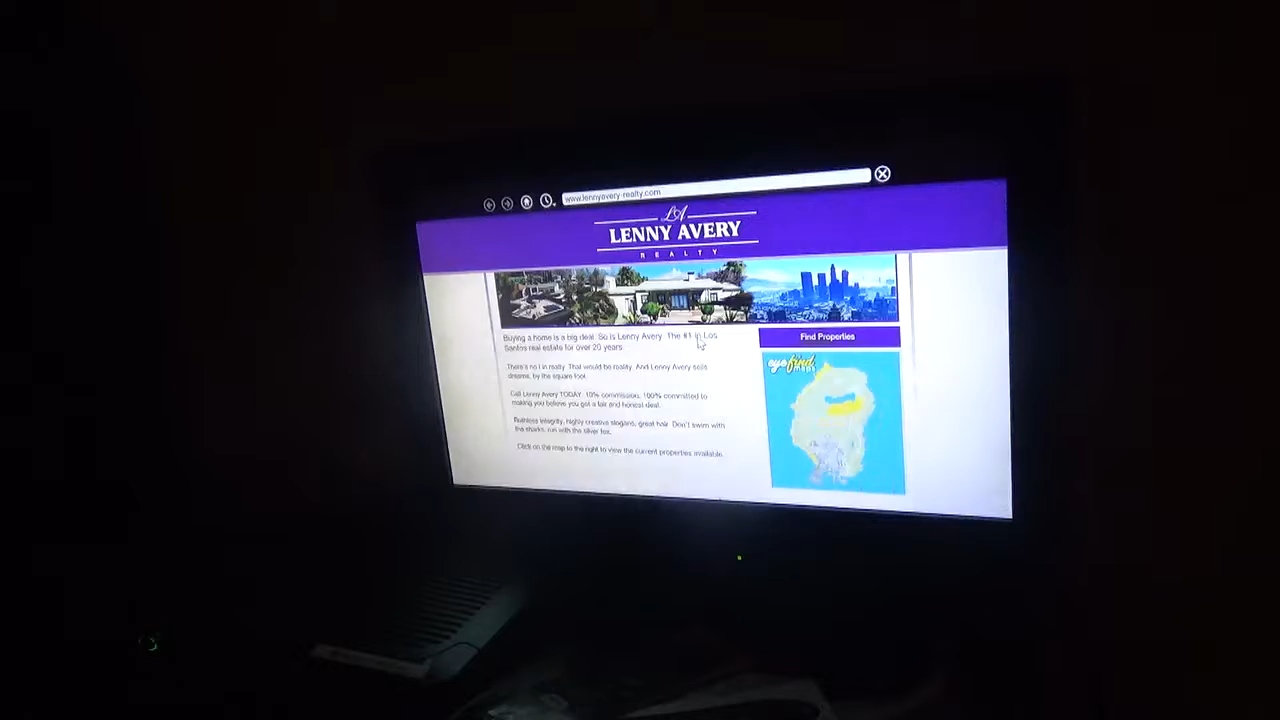 www.lennyavery-realty.com
LA
LENNY AVERY
REALTY
Buying a home is a big deal. So is Lenny Avery. The #1 in Los
Santos real estate for over 20 years.
There's no I in realty. That would be reality. And Lenny Avery sells
dreams, by the square foot.
Call Lenny Avery TODAY. 10% commission, 100% committed to
making you believe you got a fair and honest deal.
Ruthless integrity, highly creative slogans, great hair. Don't swim with
the sharks, run with the silver fox.
Click on the map to the right to view the current properties available.
Find Properties
eyefind
maps